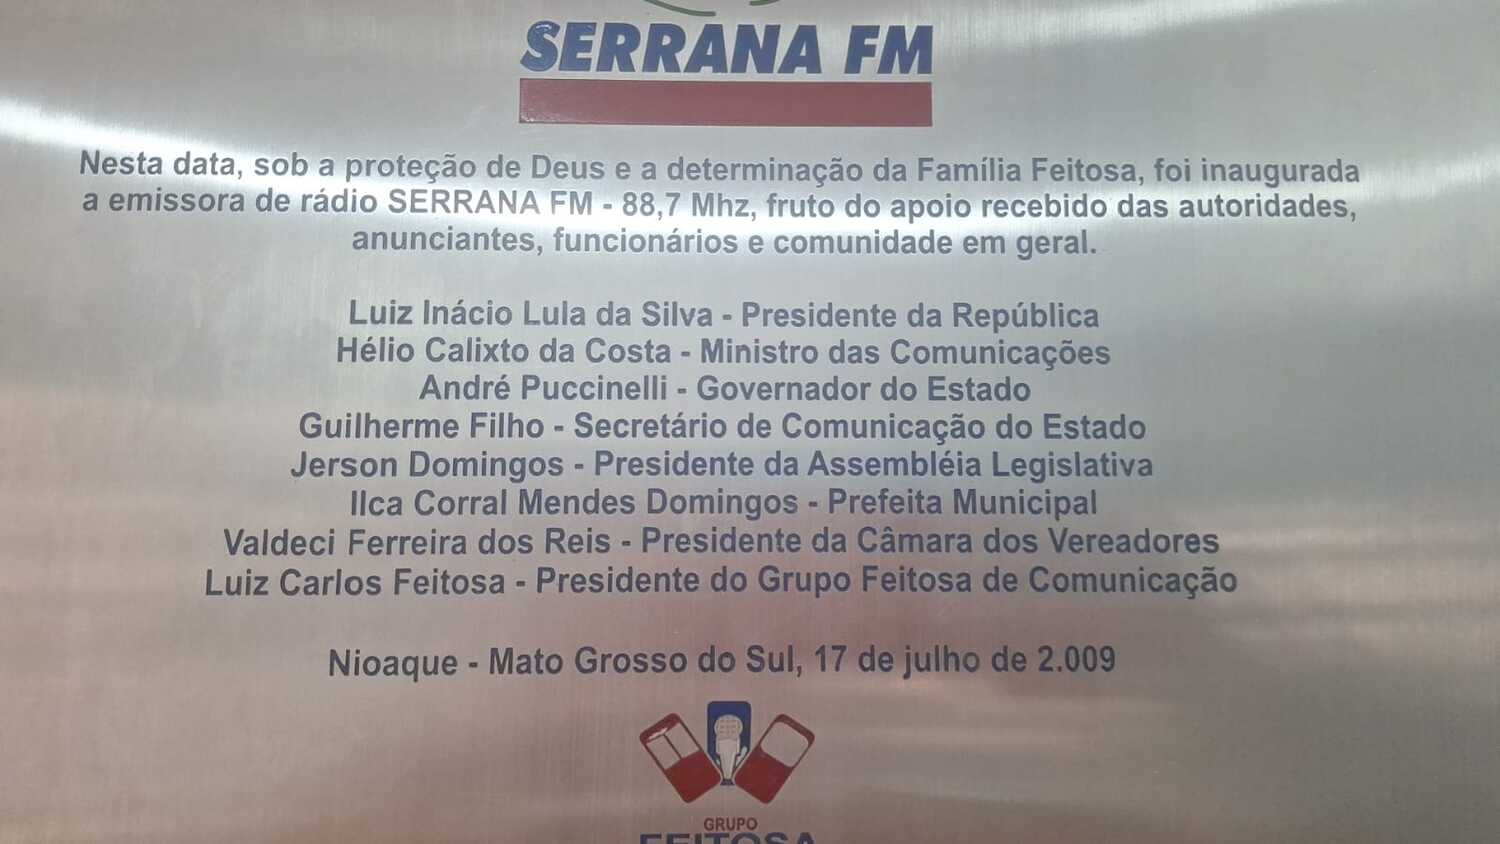 SERRANA FM
Nesta data, sob a proteção de Deus e a determinação da Família Feitosa, foi inaugurada
a emissora de rádio SERRANA FM - 88,7 Mhz, fruto do apoio recebido das autoridades,
anunciantes, funcionários e comunidade em geral.
Luiz Inácio Lula da Silva - Presidente da República
Hélio Calixto da Costa - Ministro das Comunicações
André Puccinelli - Governador do Estado
Guilherme Filho - Secretário de Comunicação do Estado
Jerson Domingos - Presidente da Assembléia Legislativa
Ilca Corral Mendes Domingos - Prefeita Municipal
Valdeci Ferreira dos Reis - Presidente da Câmara dos Vereadores
Luiz Carlos Feitosa - Presidente do Grupo Feitosa de Comunicação
Nioaque - Mato Grosso do Sul, 17 de julho de 2.009
GRUPO
FEITOSA